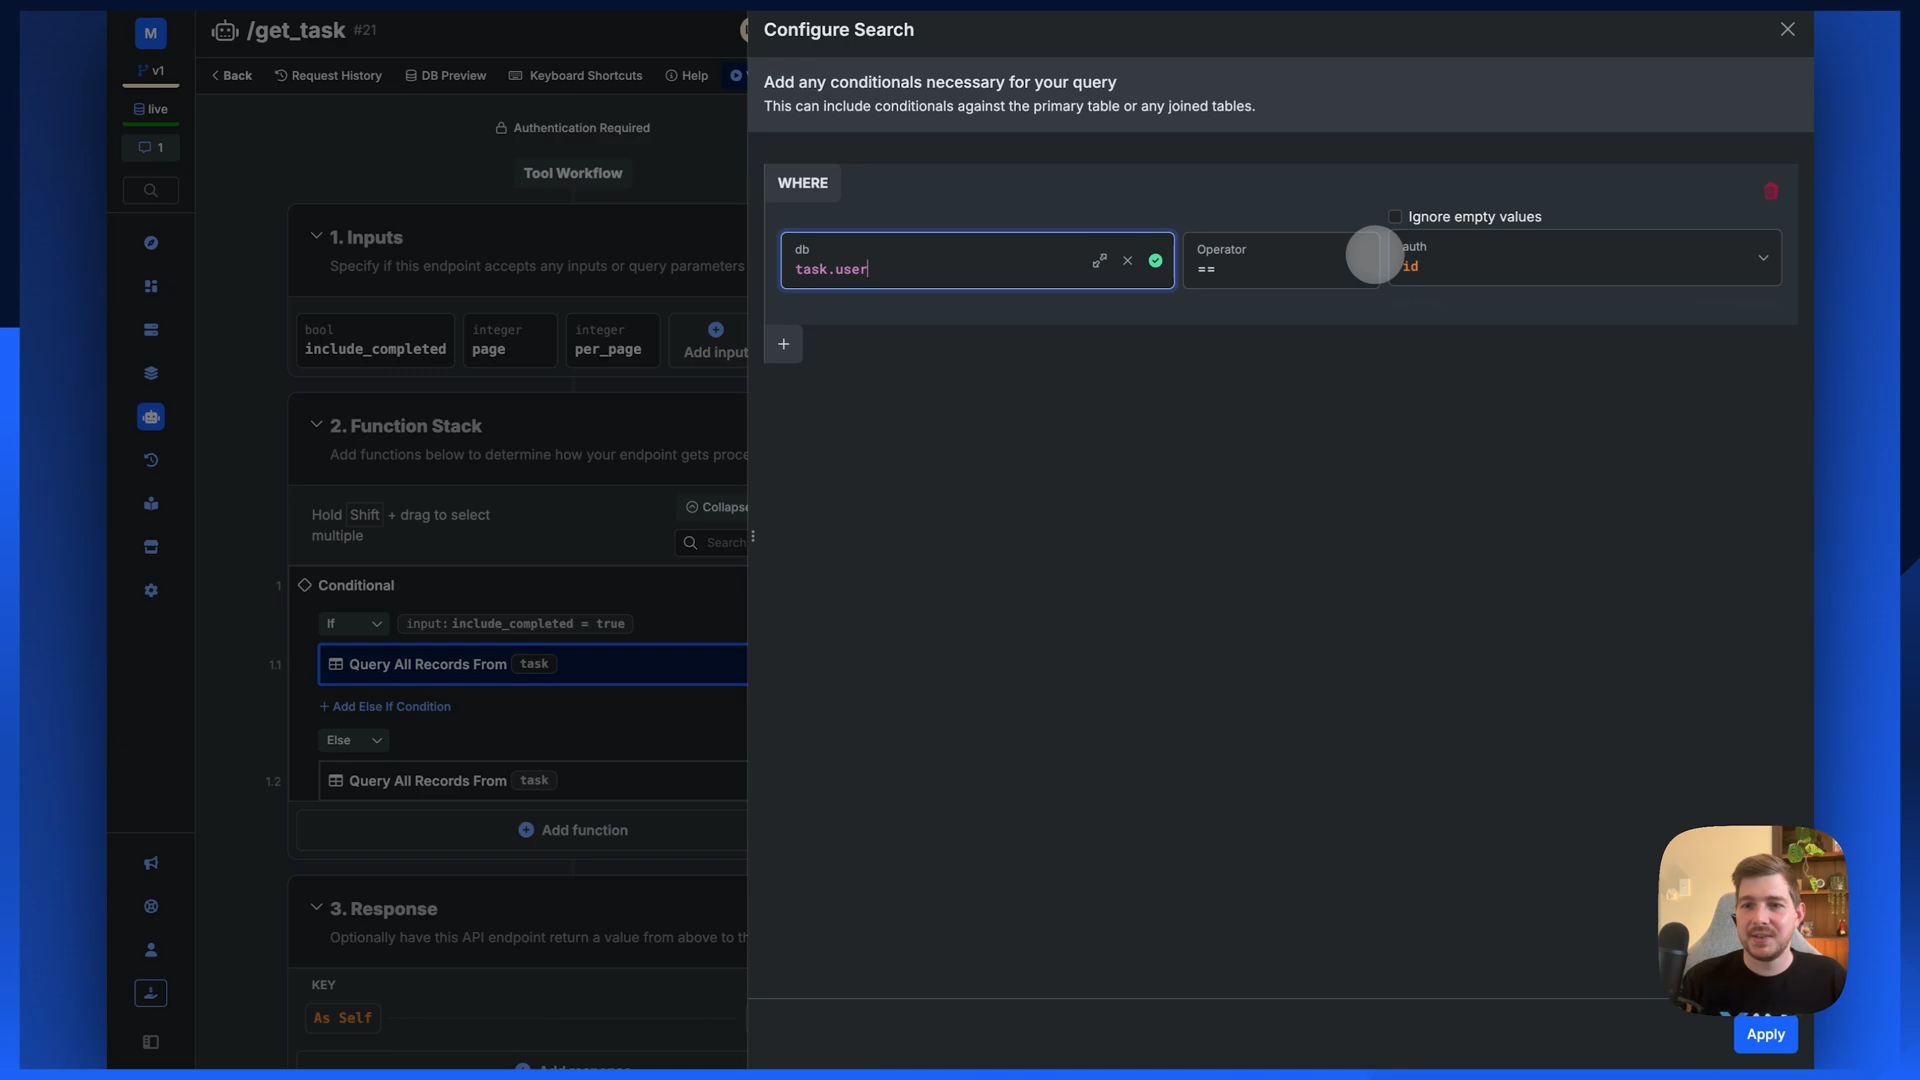 M
/get_task #21
v1
live
1
Back
Request History
DB Preview
Keyboard Shortcuts
Help
Authentication Required
Tool Workflow
1. Inputs
Specify if this endpoint accepts any inputs or query parameters
bool
include_completed
integer
page
integer
per_page
Add input
2. Function Stack
Add functions below to determine how your endpoint gets proce
Hold Shift + drag to select
multiple
Collapse
Search
1
Conditional
If
input: include_completed = true
1.1
Query All Records From task
+ Add Else If Condition
Else
1.2
Query All Records From task
Add function
3. Response
Optionally have this API endpoint return a value from above to th
KEY
As Self
Configure Search
Add any conditionals necessary for your query
This can include conditionals against the primary table or any joined tables.
WHERE
Ignore empty values
db
task.user
Operator
==
auth
id
+
Apply